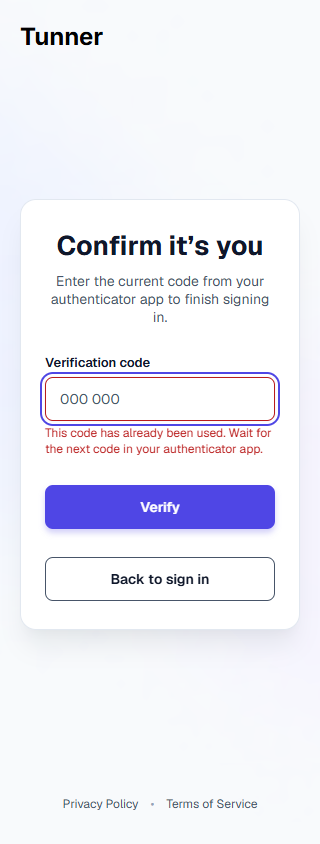 Tunner
Confirm it’s you
Enter the current code from your
authenticator app to finish signing
in.
Verification code
000 000
This code has already been used. Wait for
the next code in your authenticator app.
Verify
Back to sign in
Privacy Policy • Terms of Service